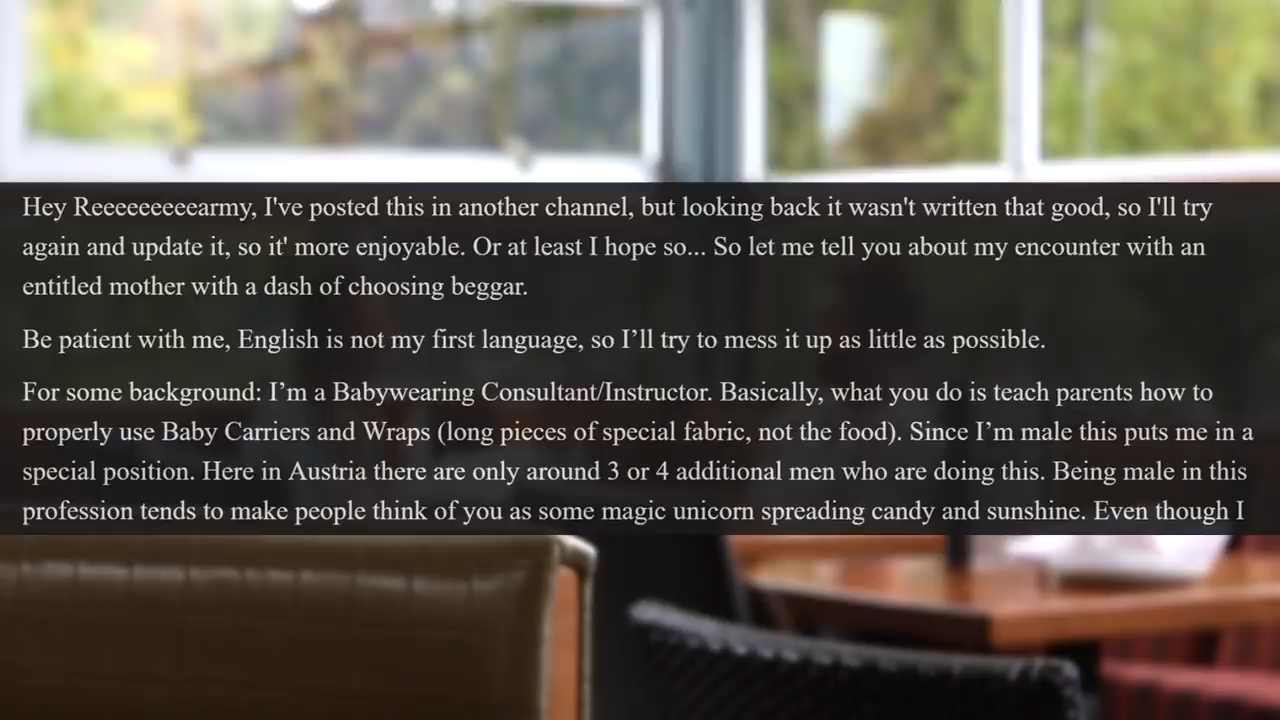 Hey Reeeeeeeeearmy, I've posted this in another channel, but looking back it wasn't written that good, so I'll try
again and update it, so it' more enjoyable. Or at least I hope so... So let me tell you about my encounter with an
entitled mother with a dash of choosing beggar.
Be patient with me, English is not my first language, so I’ll try to mess it up as little as possible.
For some background: I’m a Babywearing Consultant/Instructor. Basically, what you do is teach parents how to
properly use Baby Carriers and Wraps (long pieces of special fabric, not the food). Since I’m male this puts me in a
special position. Here in Austria there are only around 3 or 4 additional men who are doing this. Being male in this
profession tends to make people think of you as some magic unicorn spreading candy and sunshine. Even though I